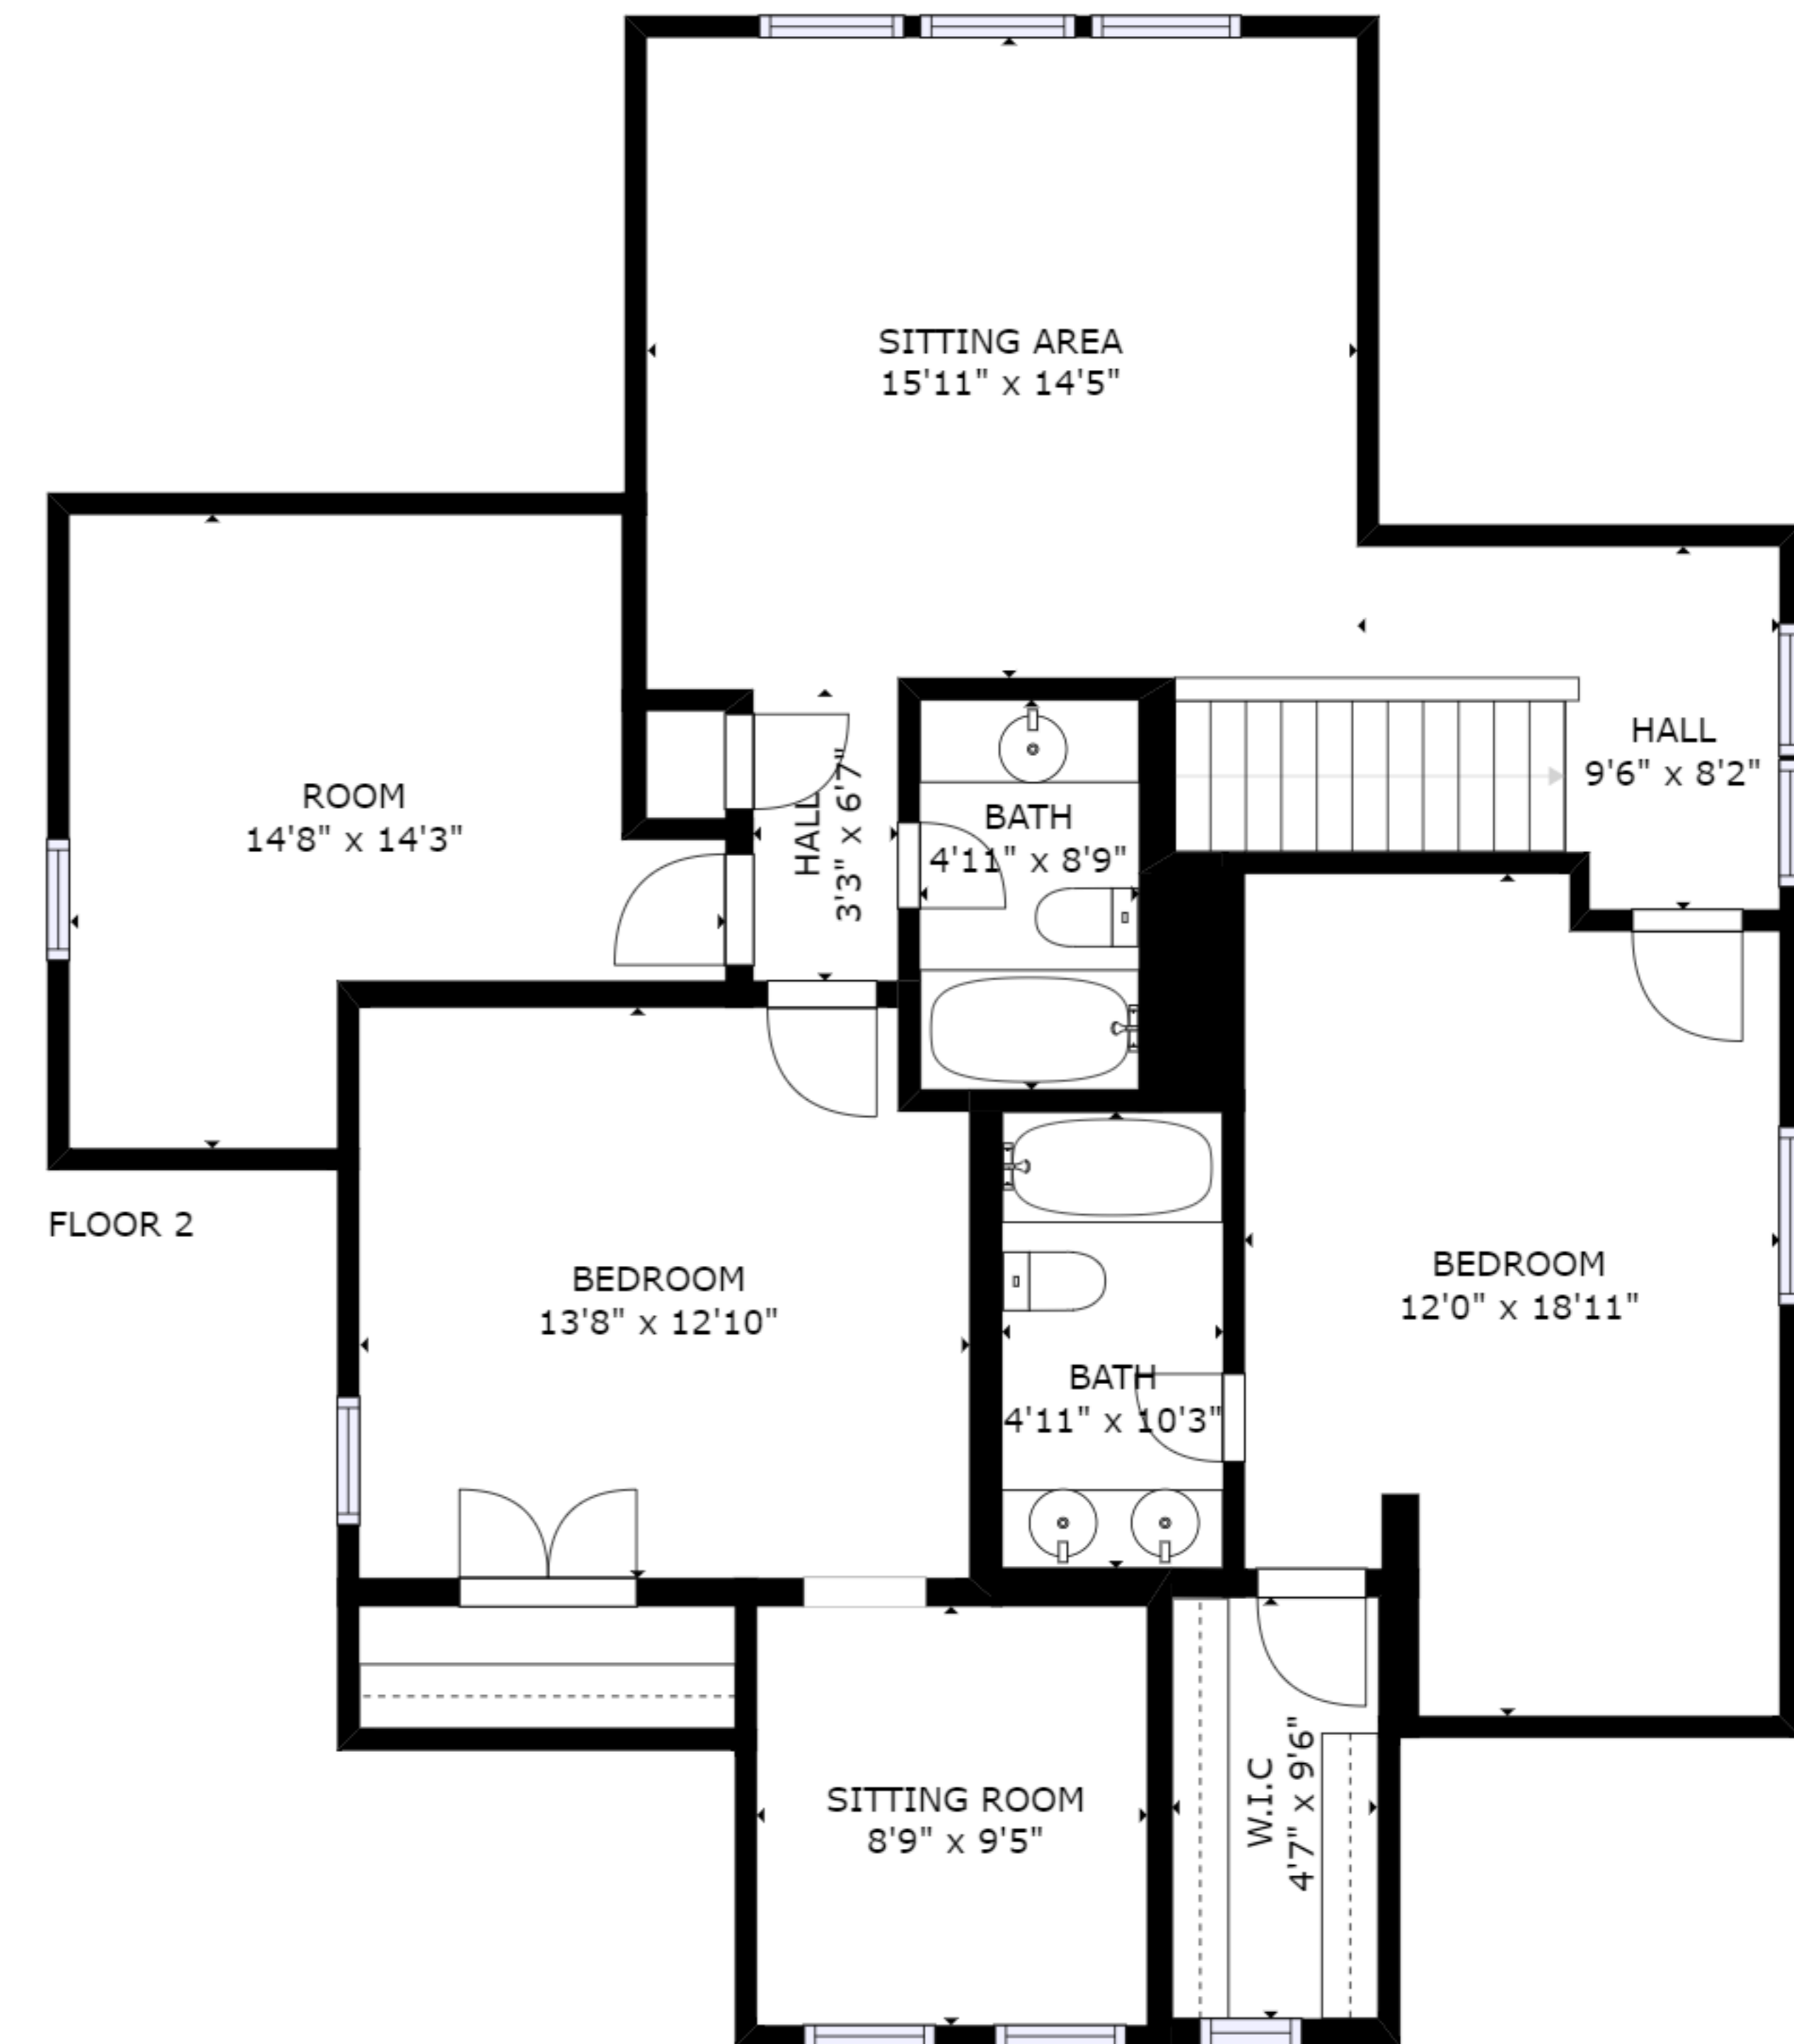 SITTING AREA
15'11" x 14'5"
ROOM
14'8" x 14'3"
HALL
3'3" x 6'7"
BATH
4'11" x 8'9"
HALL
9'6" x 8'2"
FLOOR 2
BEDROOM
13'8" x 12'10"
BATH
4'11" x 10'3"
BEDROOM
12'0" x 18'11"
SITTING ROOM
8'9" x 9'5"
W.I.C
4'7" x 9'6"